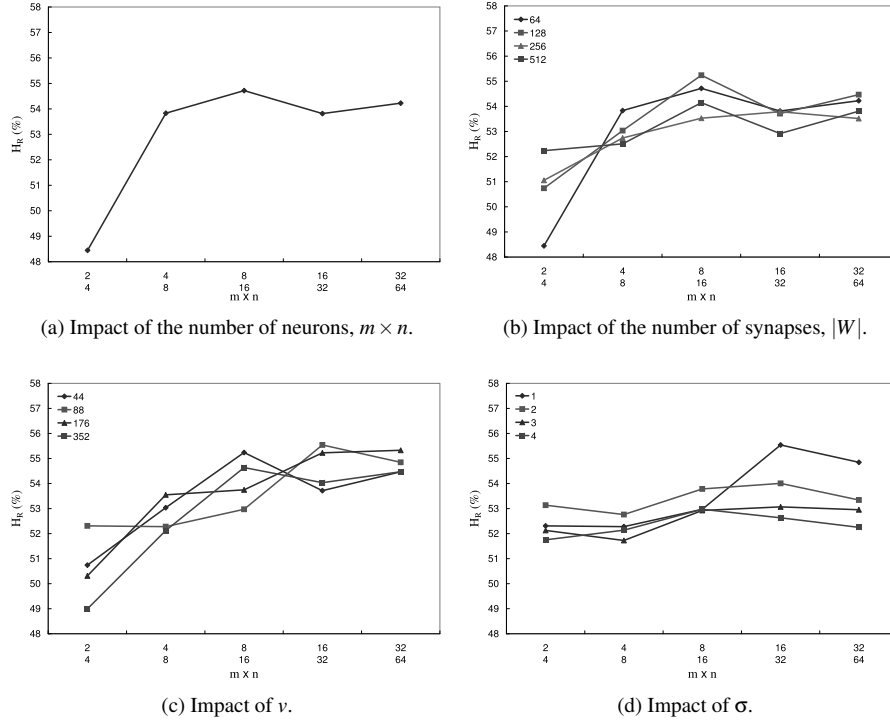 58
57
56
55
54
53
52
51
50
49
48
H_R (%)
2 4 8 16 32
4 8 16 32 64
m x n
(a) Impact of the number of neurons, m × n.
58
57
56
55
54
53
52
51
50
49
48
H_R (%)
64
128
256
512
2 4 8 16 32
4 8 16 32 64
m x n
(b) Impact of the number of synapses, |W|.
58
57
56
55
54
53
52
51
50
49
48
H_R (%)
44
88
176
352
2 4 8 16 32
4 8 16 32 64
m x n
(c) Impact of v.
58
57
56
55
54
53
52
51
50
49
48
H_R (%)
1
2
3
4
2 4 8 16 32
4 8 16 32 64
m x n
(d) Impact of σ.